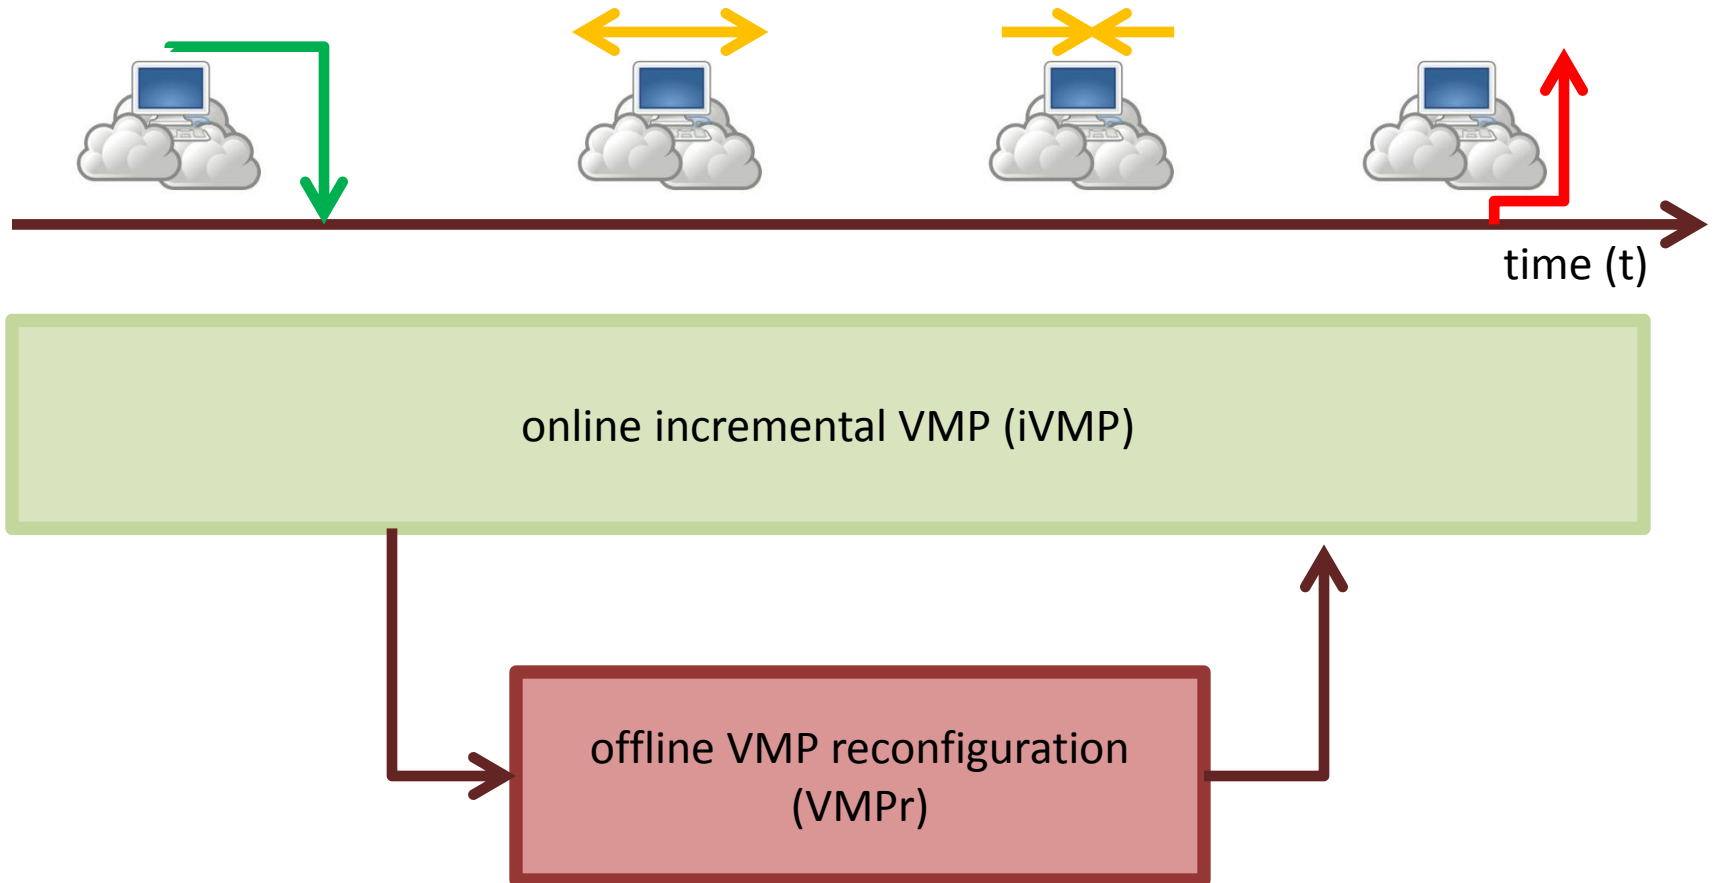 time (t)
online incremental VMP (iVMP)
offline VMP reconfiguration
(VMPr)